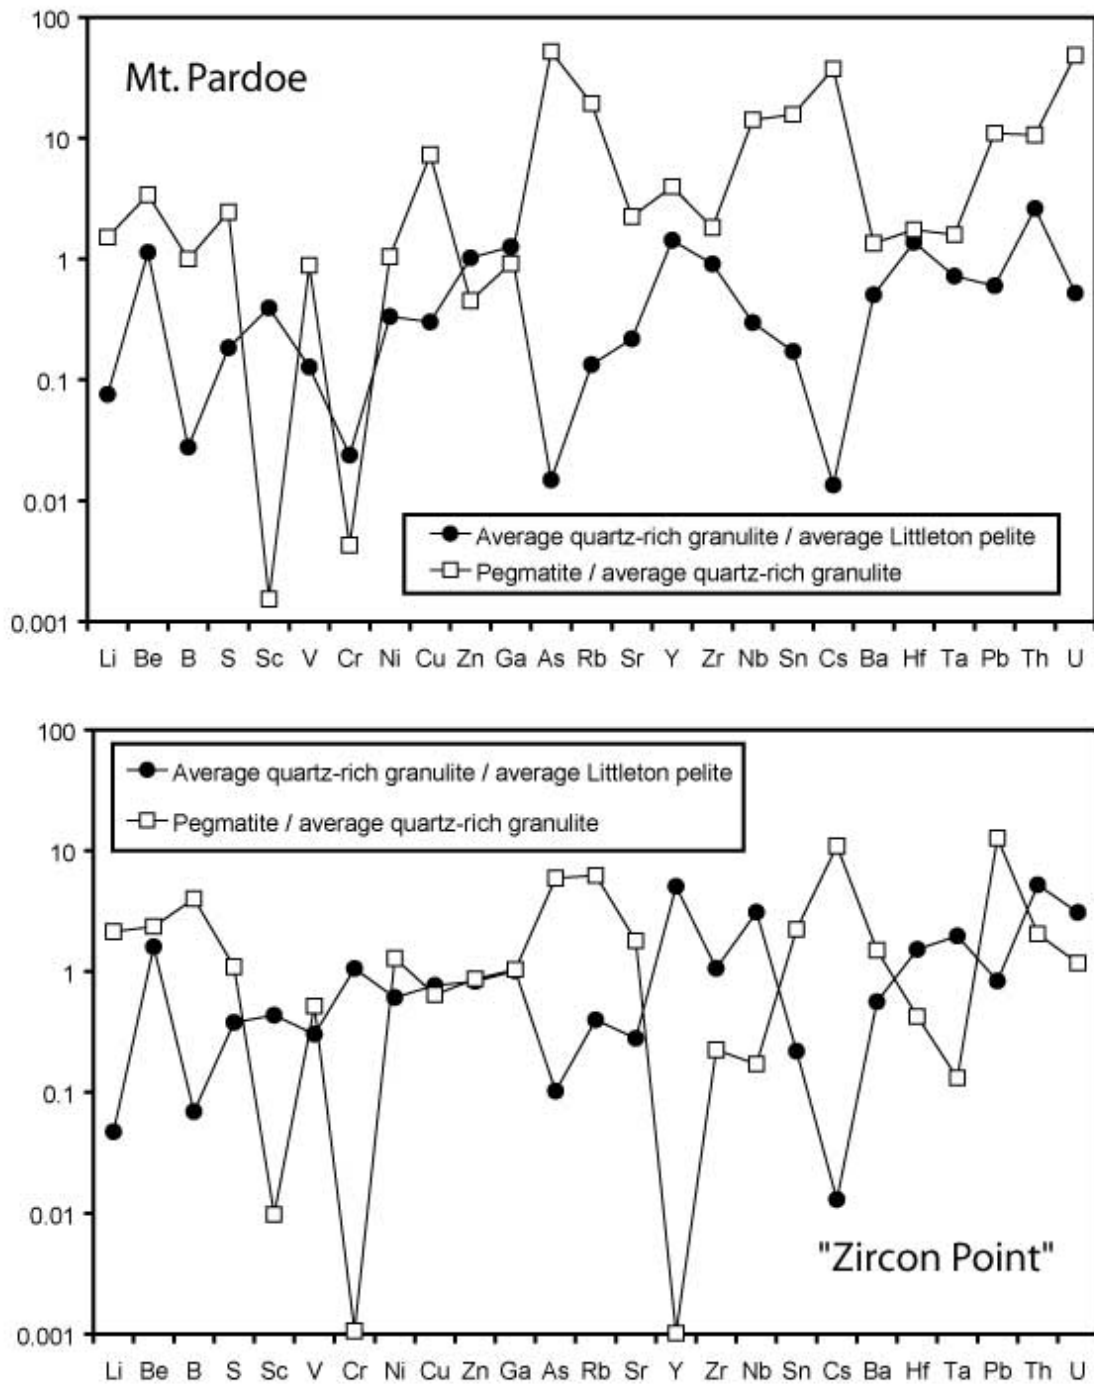 100
Mt. Pardoe
10
1
0.1
0.01
Average quartz-rich granulite / average Littleton pelite
Pegmatite / average quartz-rich granulite
0.001
Li Be B S Sc V Cr Ni Cu Zn Ga As Rb Sr Y Zr Nb Sn Cs Ba Hf Ta Pb Th U
100
Average quartz-rich granulite / average Littleton pelite
Pegmatite / average quartz-rich granulite
10
1
0.1
0.01
"Zircon Point"
0.001
Li Be B S Sc V Cr Ni Cu Zn Ga As Rb Sr Y Zr Nb Sn Cs Ba Hf Ta Pb Th U